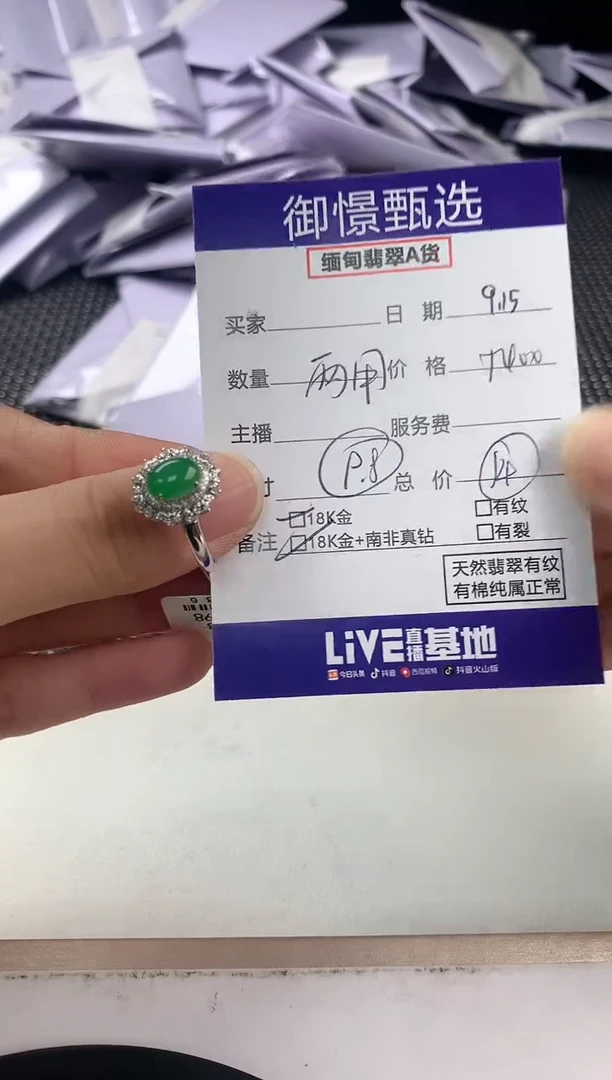 御憬甄选
缅甸翡翠A货
买家 日 期 9.15
数量 两用 价 格
主播 服务费
寸 P.8 总 价
□18K金 □有纹
备注 □18K金+南非真钻 □有裂
天然翡翠有纹
有棉纯属正常
LiVE直播基地
今日头条 抖音 西瓜视频 抖音火山版